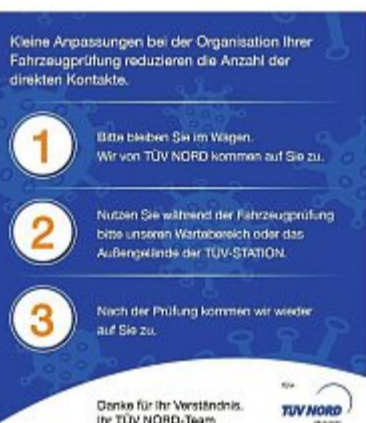 Kleine Anpassungen bei der Organisation Ihrer
Fahrzeugprüfung reduzieren die Anzahl der
direkten Kontakte.
1
Bitte bleiben Sie im Wagen.
Wir von TÜV NORD kommen auf Sie zu.
2
Nutzen Sie während der Fahrzeugprüfung
bitte unseren Wartebereich oder das
Außengelände der TÜV-STATION.
3
Nach der Prüfung kommen wir wieder
auf Sie zu.
Danke für Ihr Verständnis.
Ihr TÜV NORD-Team
TÜV NORD